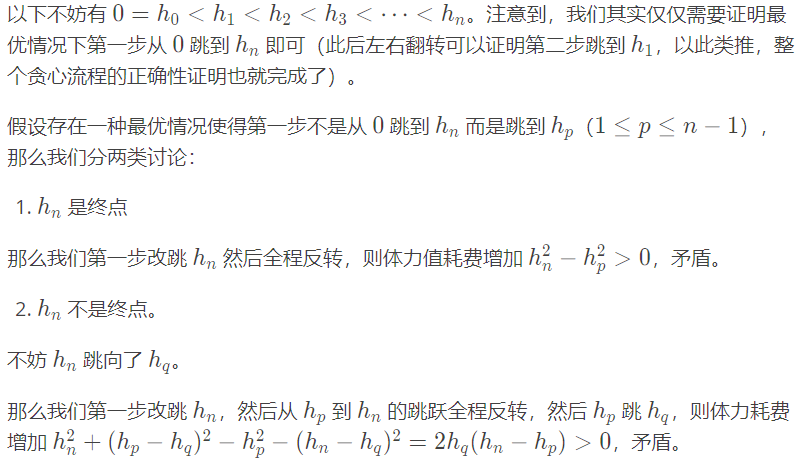 以下不妨有 $0 = h_0 < h_1 < h_2 < h_3 < \cdots < h_n$。注意到，我们其实仅仅需要证明最
优情况下第一步从 $0$ 跳到 $h_n$ 即可（此后左右翻转可以证明第二步跳到 $h_1$，以此类推，整
个贪心流程的正确性证明也就完成了）。
假设存在一种最优情况使得第一步不是从 $0$ 跳到 $h_n$ 而是跳到 $h_p$（$1 \leq p \leq n - 1$），
那么我们分两类讨论：
1. $h_n$ 是终点
那么我们第一步改跳 $h_n$ 然后全程反转，则体力值耗费增加 $h_n^2 - h_p^2 > 0$，矛盾。
2. $h_n$ 不是终点。
不妨 $h_n$ 跳向了 $h_q$。
那么我们第一步改跳 $h_n$，然后从 $h_p$ 到 $h_n$ 的跳跃全程反转，然后 $h_p$ 跳 $h_q$，则体力耗费
增加 $h_n^2 + (h_p - h_q)^2 - h_p^2 - (h_n - h_q)^2 = 2h_q(h_n - h_p) > 0$，矛盾。